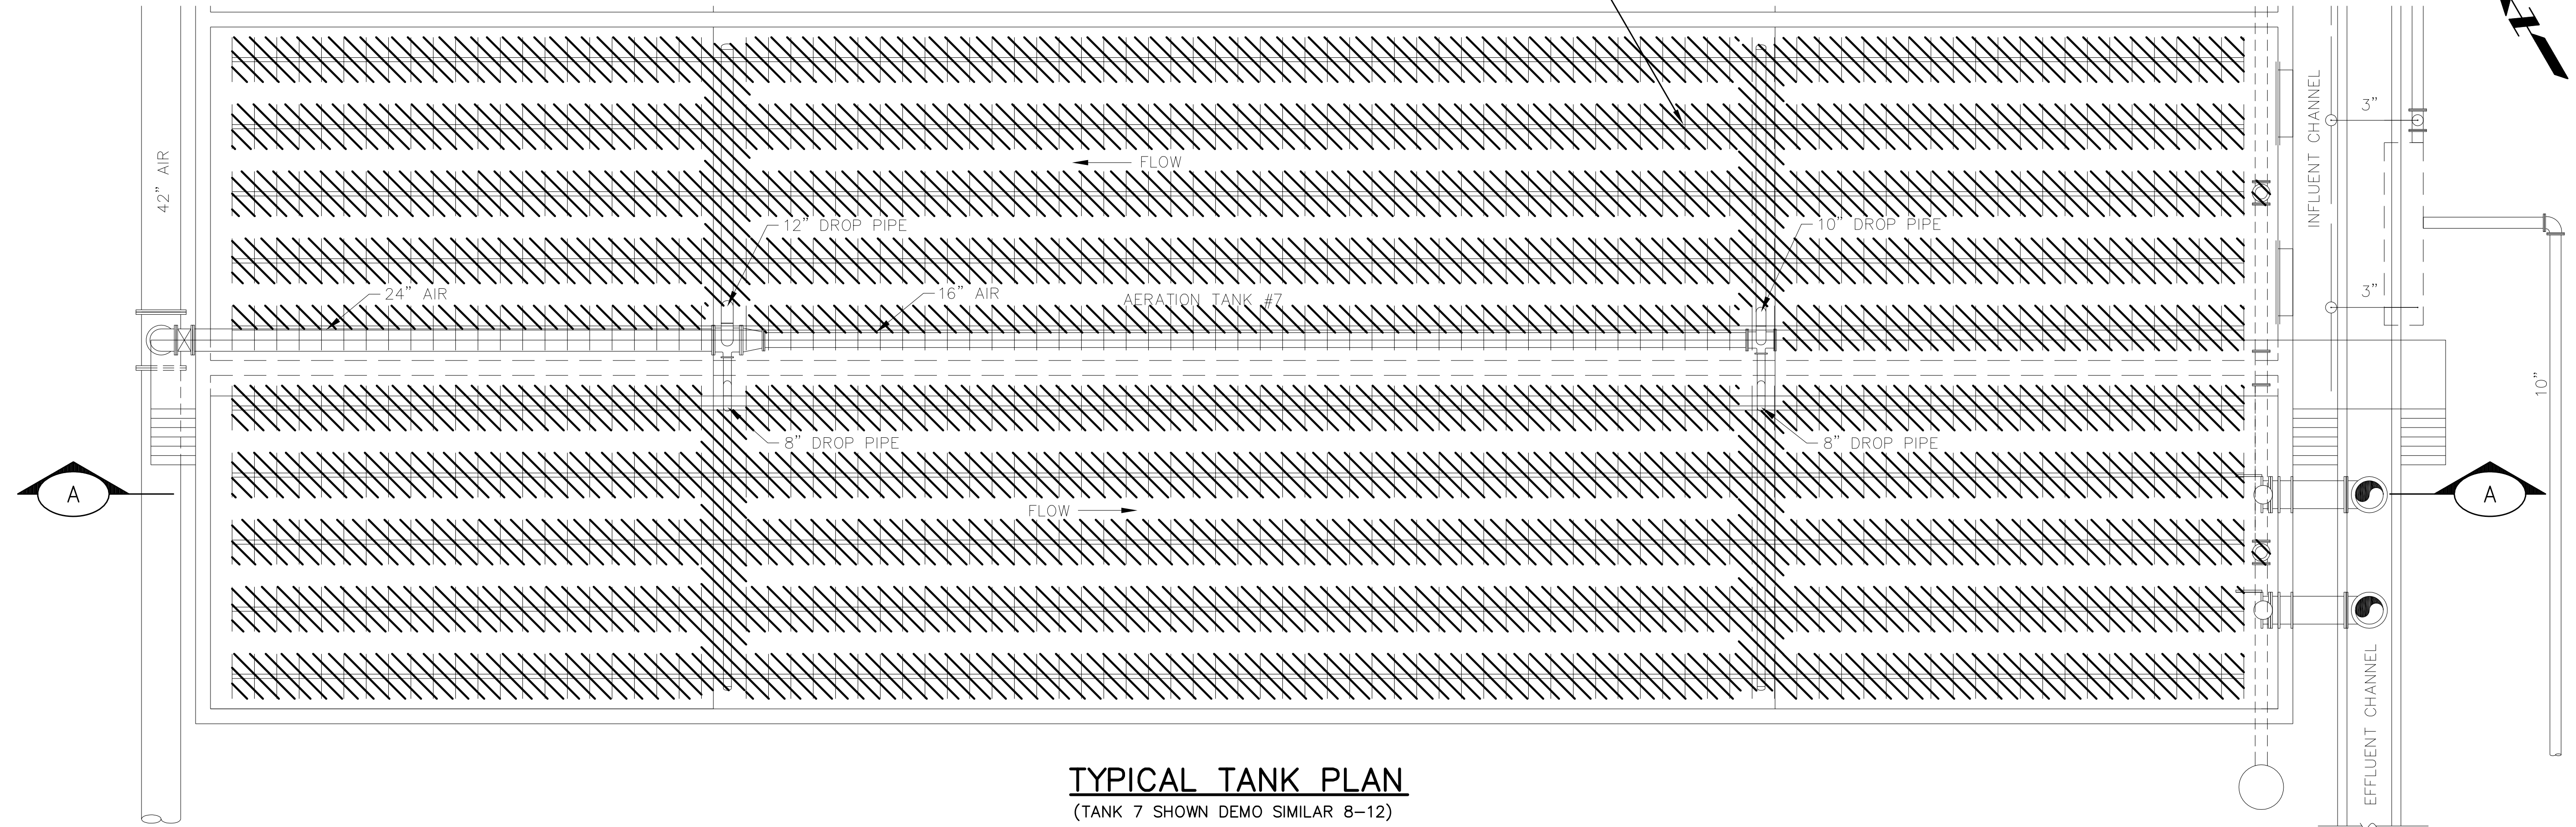 42” AIR
FLOW
12” DROP PIPE
10” DROP PIPE
INFLUENT CHANNEL
3”
24” AIR
16” AIR
AERATION TANK #7
3”
10”
8” DROP PIPE
8” DROP PIPE
A
A
FLOW
EFFLUENT CHANNEL
TYPICAL TANK PLAN
(TANK 7 SHOWN DEMO SIMILAR 8–12)